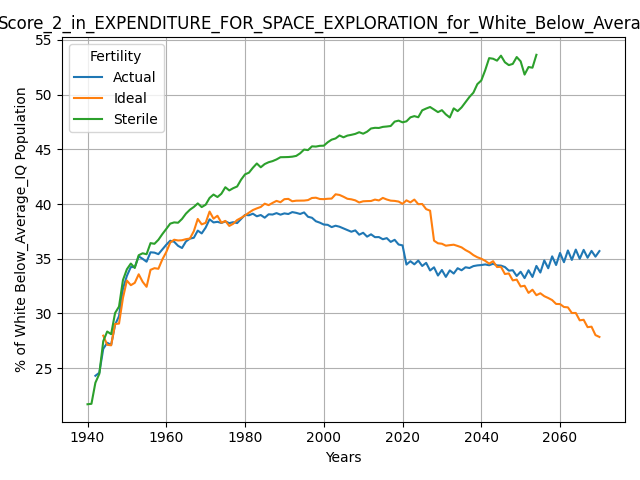 Score_2_in_EXPENDITURE_FOR_SPACE_EXPLORATION_for_White_Below_Avera
% of White Below_Average_IQ Population
55
50
45
40
35
30
25
Fertility
Actual
Ideal
Sterile
1940 1960 1980 2000 2020 2040 2060
Years